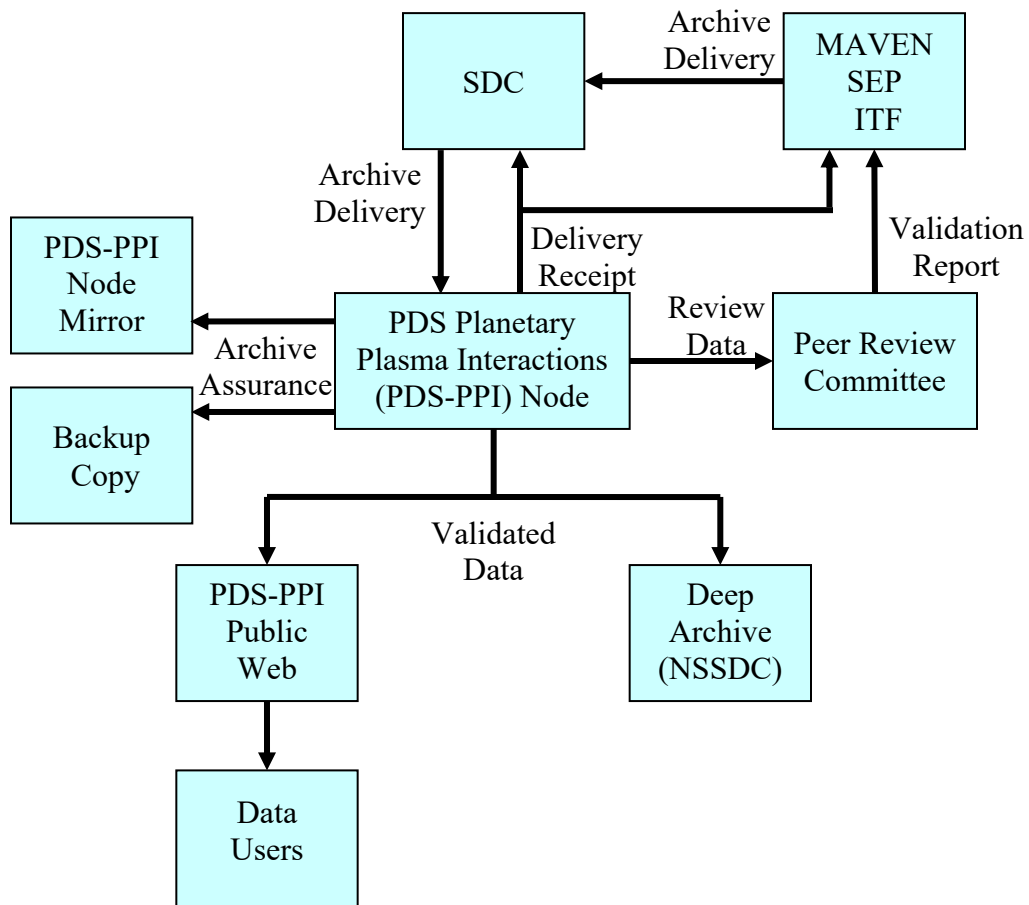 SDC
Archive
Delivery
MAVEN
SEP
ITF
Archive
Delivery
Delivery
Receipt
Validation
Report
PDS-PPI
Node
Mirror
Archive
Assurance
Backup
Copy
PDS Planetary
Plasma Interactions
(PDS-PPI) Node
Review
Data
Peer Review
Committee
Validated
Data
PDS-PPI
Public
Web
Deep
Archive
(NSSDC)
Data
Users